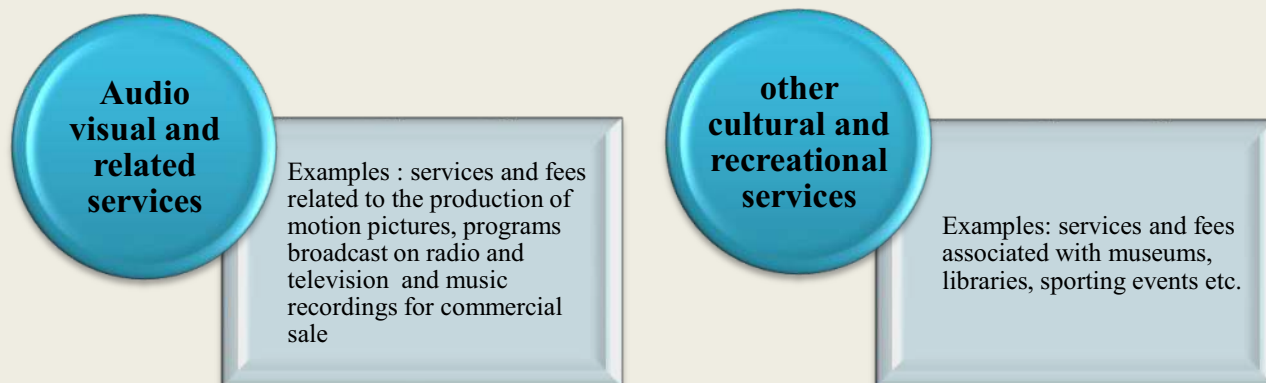 Audio
visual and
related
services
Examples : services and fees
related to the production of
motion pictures, programs
broadcast on radio and
television and music
recordings for commercial
sale
other
cultural and
recreational
services
Examples: services and fees
associated with museums,
libraries, sporting events etc.